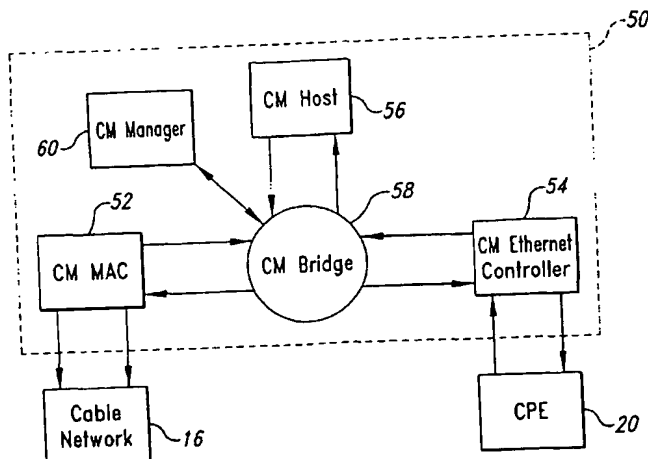 50
CM Host
56
CM Manager
60
52
58
54
CM MAC
CM Bridge
CM Ethernet
Controller
Cable
Network
16
CPE
20